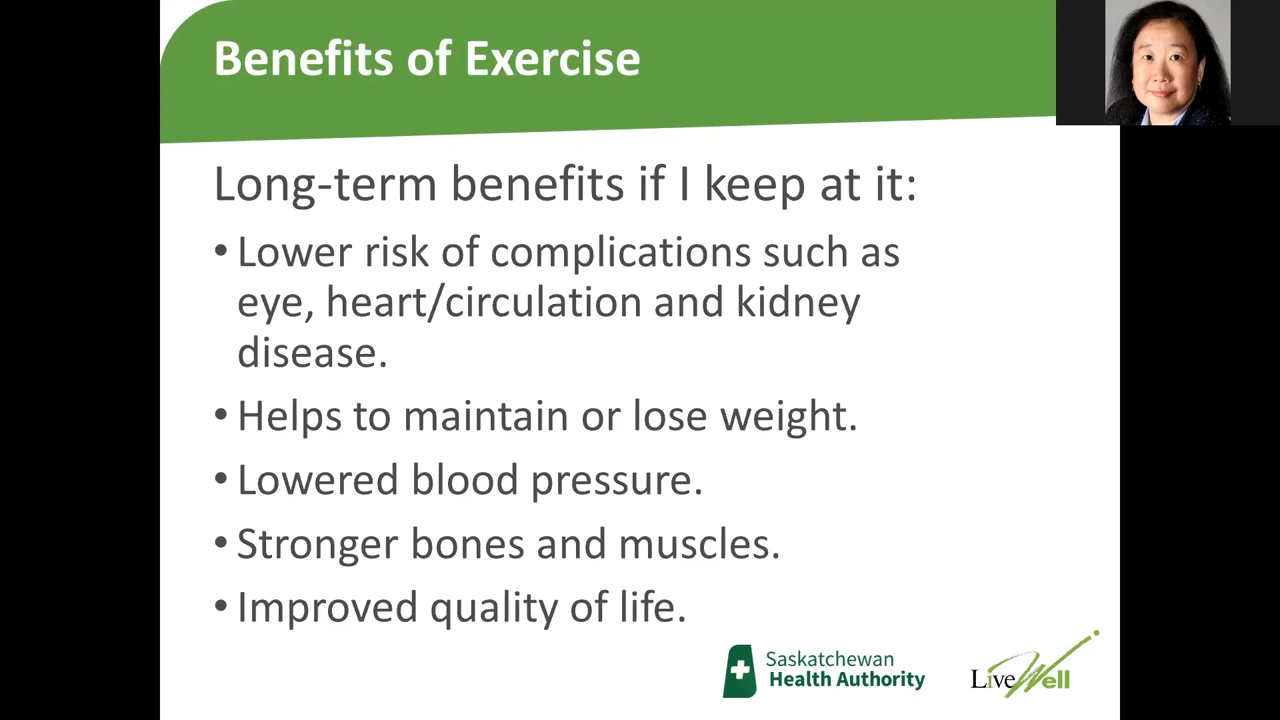 Benefits of Exercise
Long-term benefits if I keep at it:
• Lower risk of complications such as
eye, heart/circulation and kidney
disease.
• Helps to maintain or lose weight.
• Lowered blood pressure.
• Stronger bones and muscles.
• Improved quality of life.
Saskatchewan
Health Authority
LiveWell